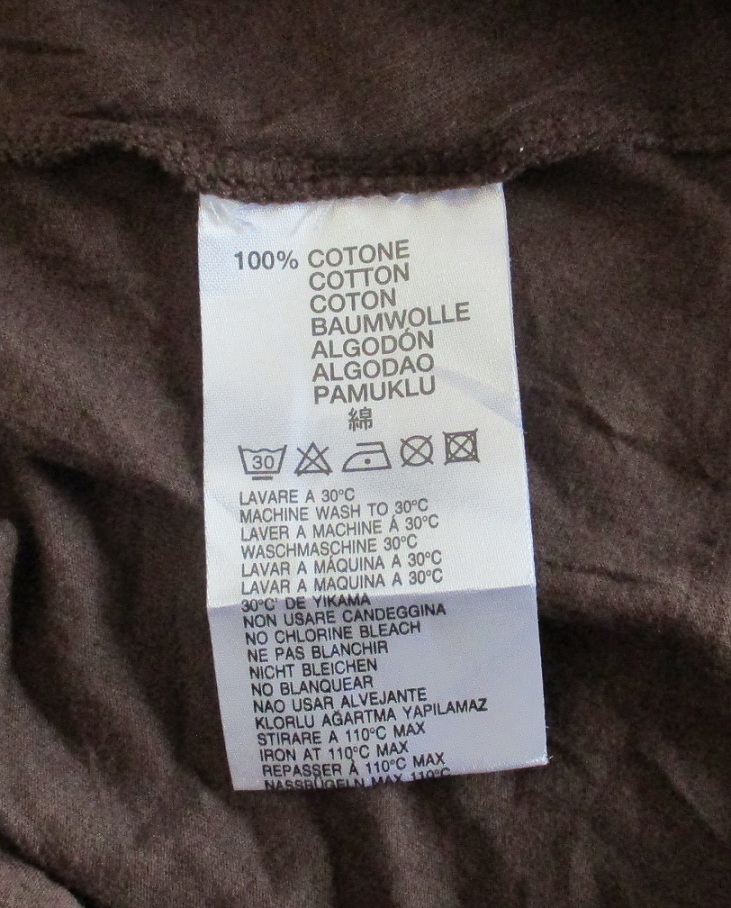 100% COTONE
COTTON
COTON
BAUMWOLLE
ALGODÓN
ALGODAO
PAMUKLU
綿
30
LAVARE A 30°C
MACHINE WASH TO 30°C
LAVER A MACHINE Á 30°C
WASCHMASCHINE 30°C
LAVAR A MÁQUINA A 30°C
LAVAR A MAQUINA A 30°C
30°C' DE YIKAMA
NON USARE CANDEGGINA
NO CHLORINE BLEACH
NE PAS BLANCHIR
NICHT BLEICHEN
NO BLANQUEAR
NAO USAR ALVEJANTE
KLORLU AĞARTMA YAPILAMAZ
STIRARE A 110°C MAX
IRON AT 110°C MAX
REPASSER Á 110°C MAX
NASSBÜGELN MAX 110°C